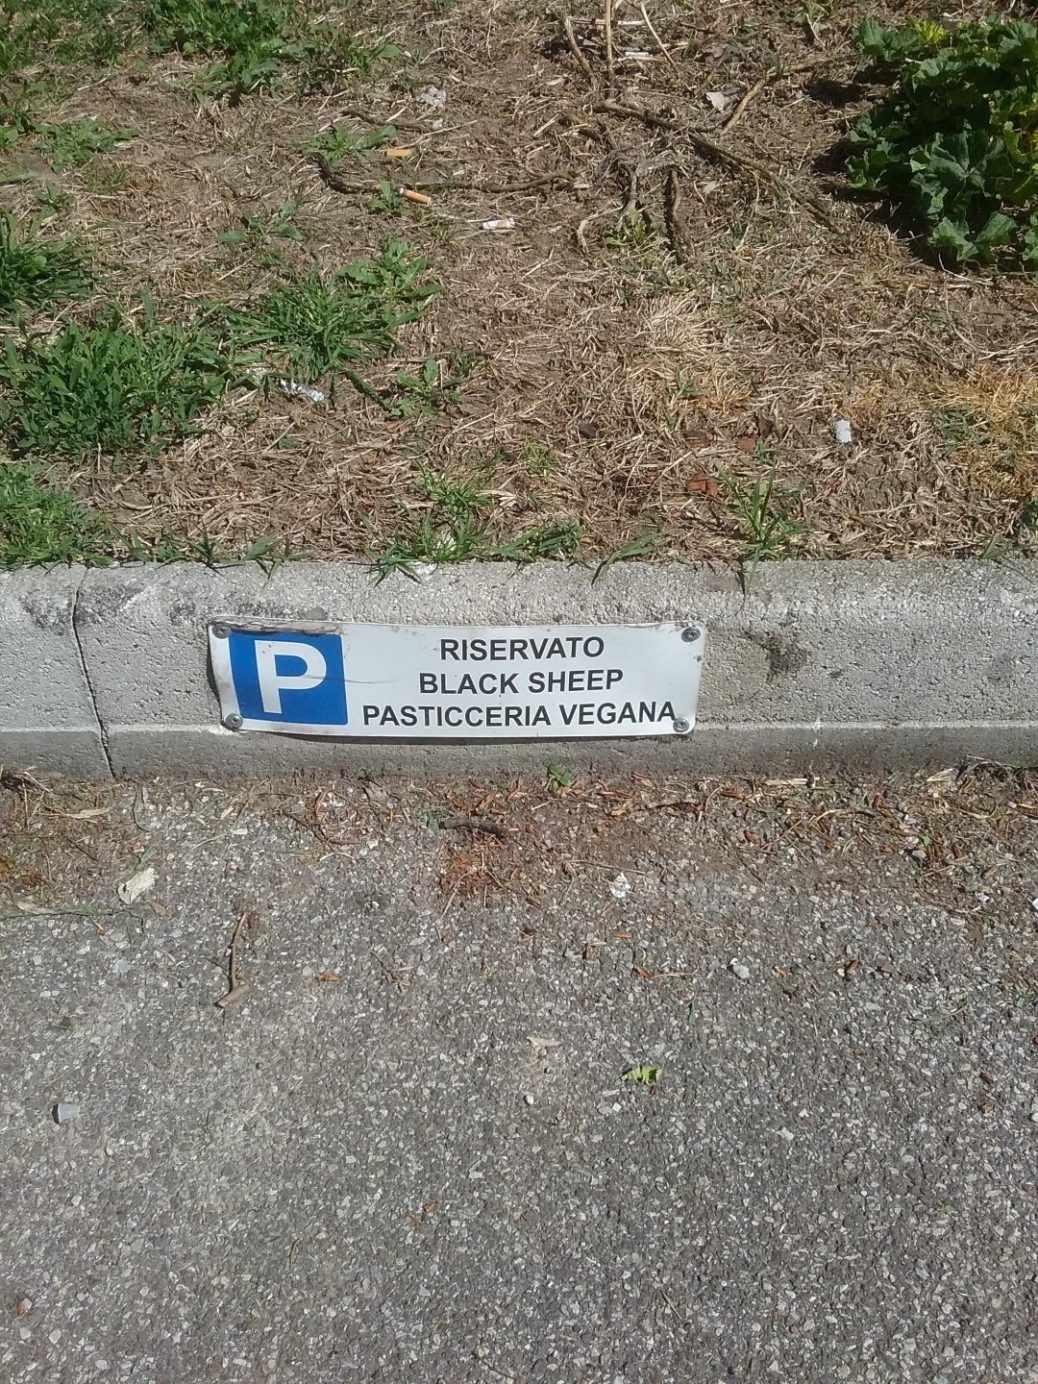 P
RISERVATO
BLACK SHEEP
PASTICCERIA VEGANA